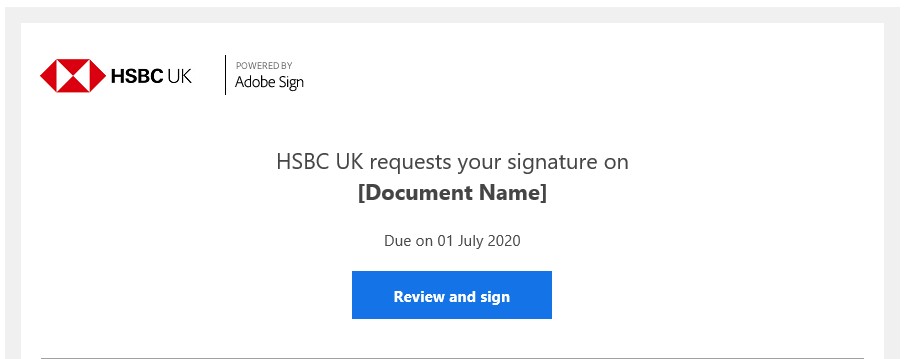 HSBC UK
POWERED BY
Adobe Sign
HSBC UK requests your signature on
[Document Name]
Due on 01 July 2020
Review and sign